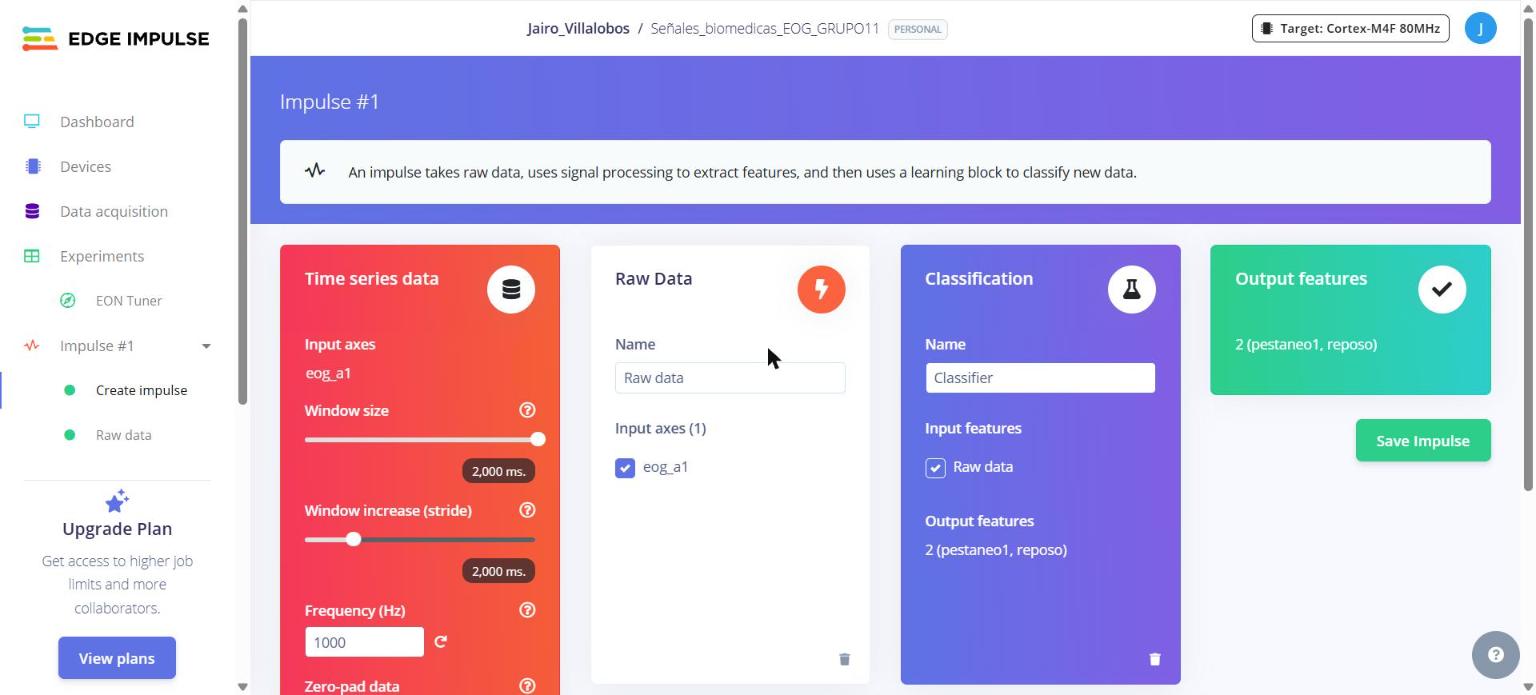 EDGE IMPULSE
Jairo_Villalobos / Señales_biomedicas_EOG_GRUPO11 PERSONAL
Target: Cortex-M4F 80MHz
J
Dashboard
Devices
Data acquisition
Experiments
EON Tuner
Impulse #1
Create impulse
Raw data
Upgrade Plan
Get access to higher job
limits and more
collaborators.
View plans
Impulse #1
An impulse takes raw data, uses signal processing to extract features, and then uses a learning block to classify new data.
Time series data
Input axes
eog_a1
Window size
2,000 ms.
Window increase (stride)
2,000 ms.
Frequency (Hz)
1000
Zero-pad data
Raw Data
Name
Raw data
Input axes (1)
eog_a1
Classification
Name
Classifier
Input features
Raw data
Output features
2 (pestaneo1, reposo)
Output features
2 (pestaneo1, reposo)
Save Impulse